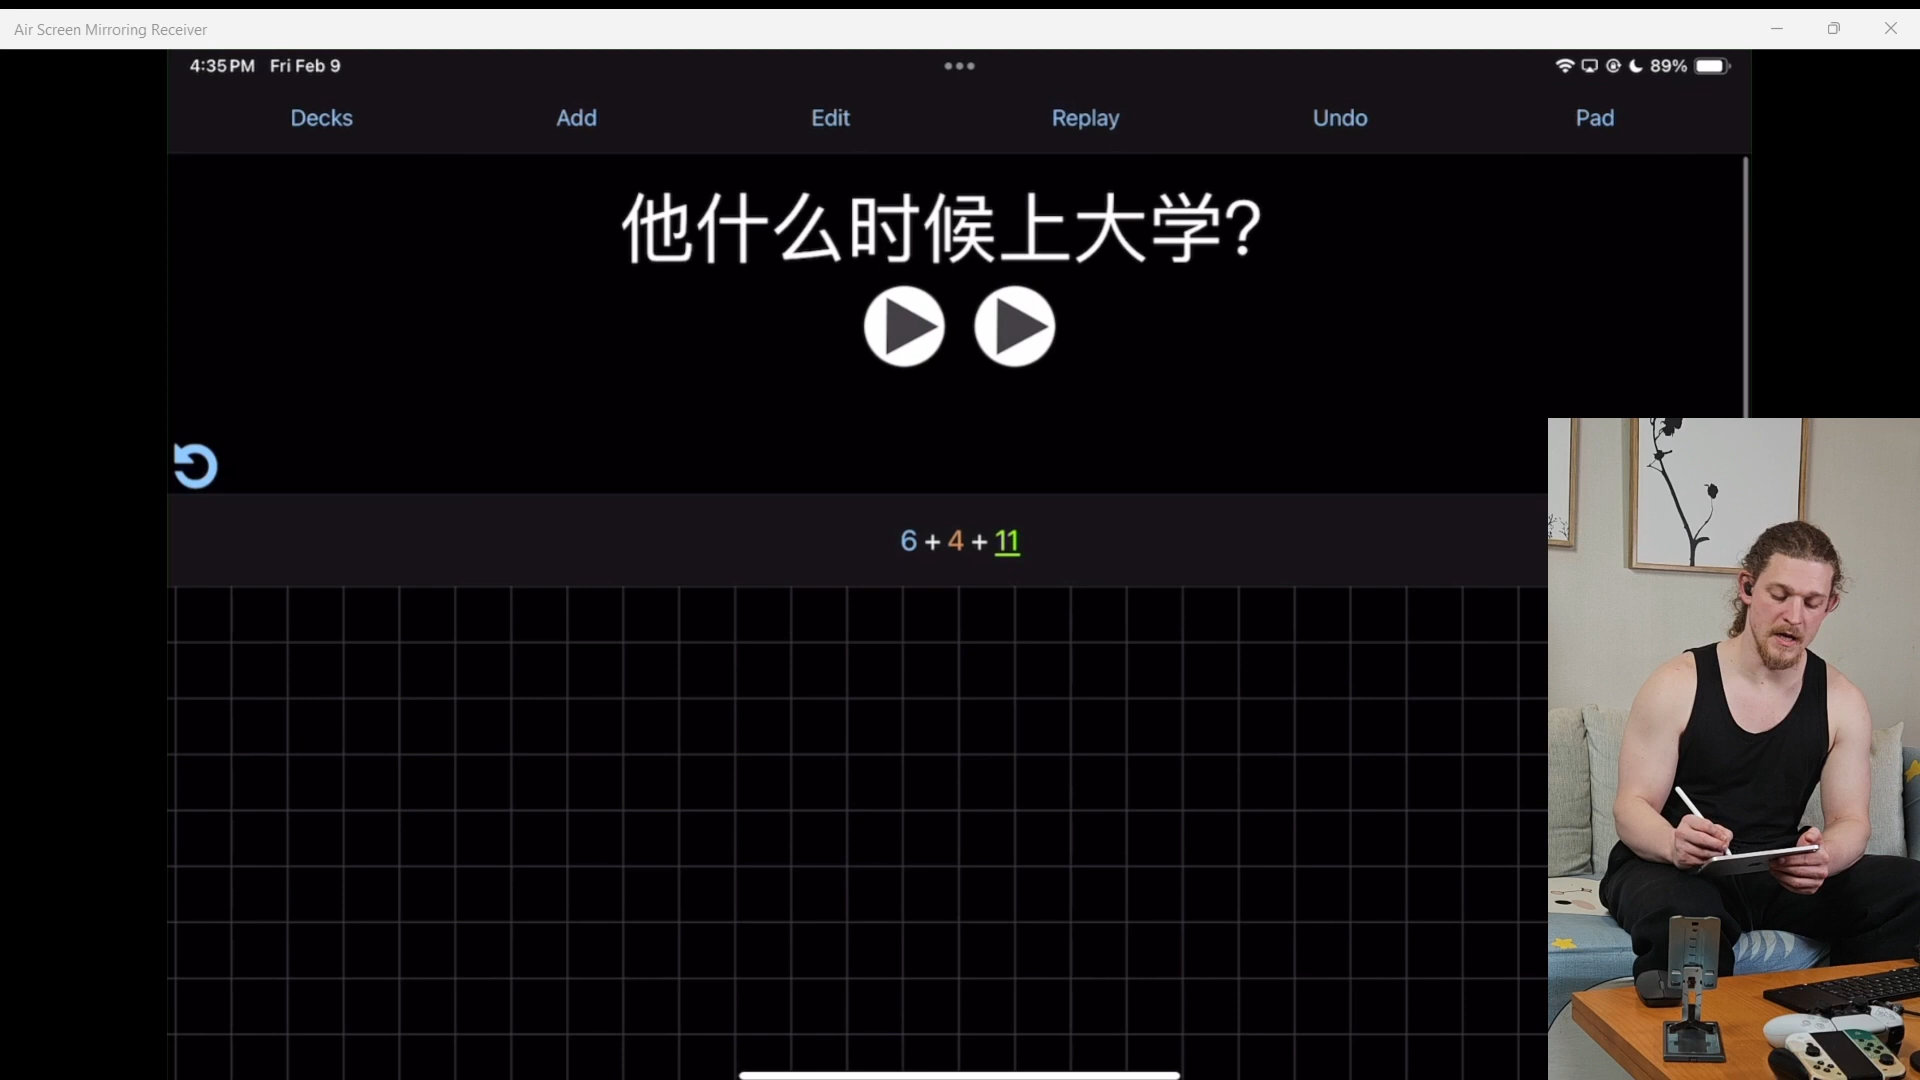 Air Screen Mirroring Receiver
4:35 PM Fri Feb 9
89%
Decks Add Edit Replay Undo Pad
他什么时候上大学?
6 + 4 + 11